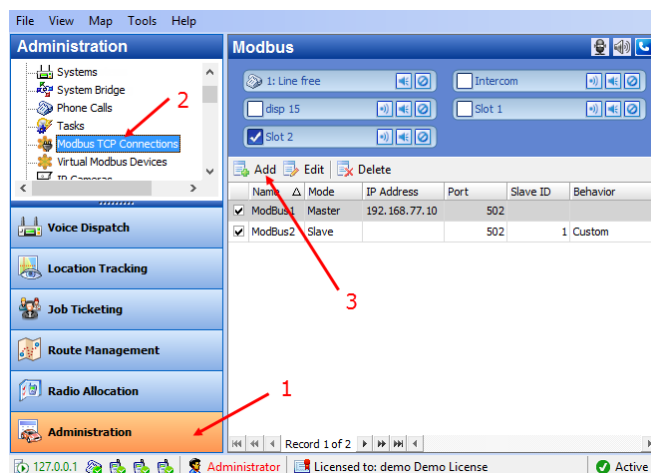 File View Map Tools Help
Administration
Systems
System Bridge
Phone Calls
2
Tasks
Modbus TCP Connections
Virtual Modbus Devices
Voice Dispatch
Location Tracking
Job Ticketing
Route Management
Radio Allocation
1
Administration
Modbus
1: Line free
Intercom
disp 15
Slot 1
Slot 2
Add Edit Delete
Name Mode IP Address Port Slave ID Behavior
ModBus1 Master 192.168.77.10 502
ModBus2 Slave 502 1 Custom
3
Record 1 of 2
127.0.0.1 Administrator Licensed to: demo Demo License Active